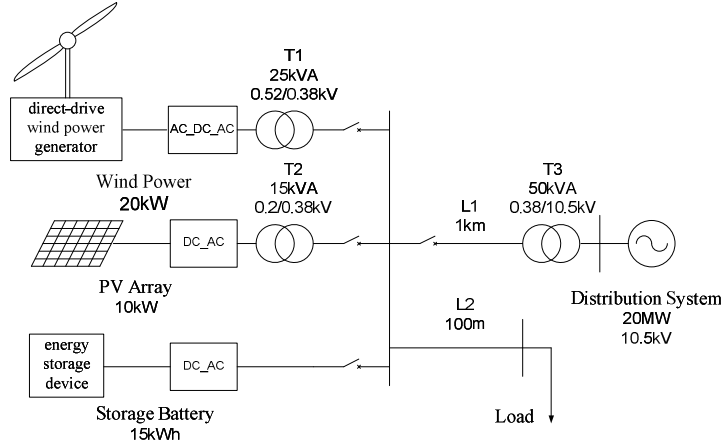 T1
25kVA
0.52/0.38kV
direct-drive
wind power
generator
AC_DC_AC
Wind Power
20kW
T2
15kVA
0.2/0.38kV
DC_AC
PV Array
10kW
L1
1km
T3
50kVA
0.38/10.5kV
Distribution System
20MW
10.5kV
L2
100m
energy
storage
device
DC_AC
Storage Battery
15kWh
Load